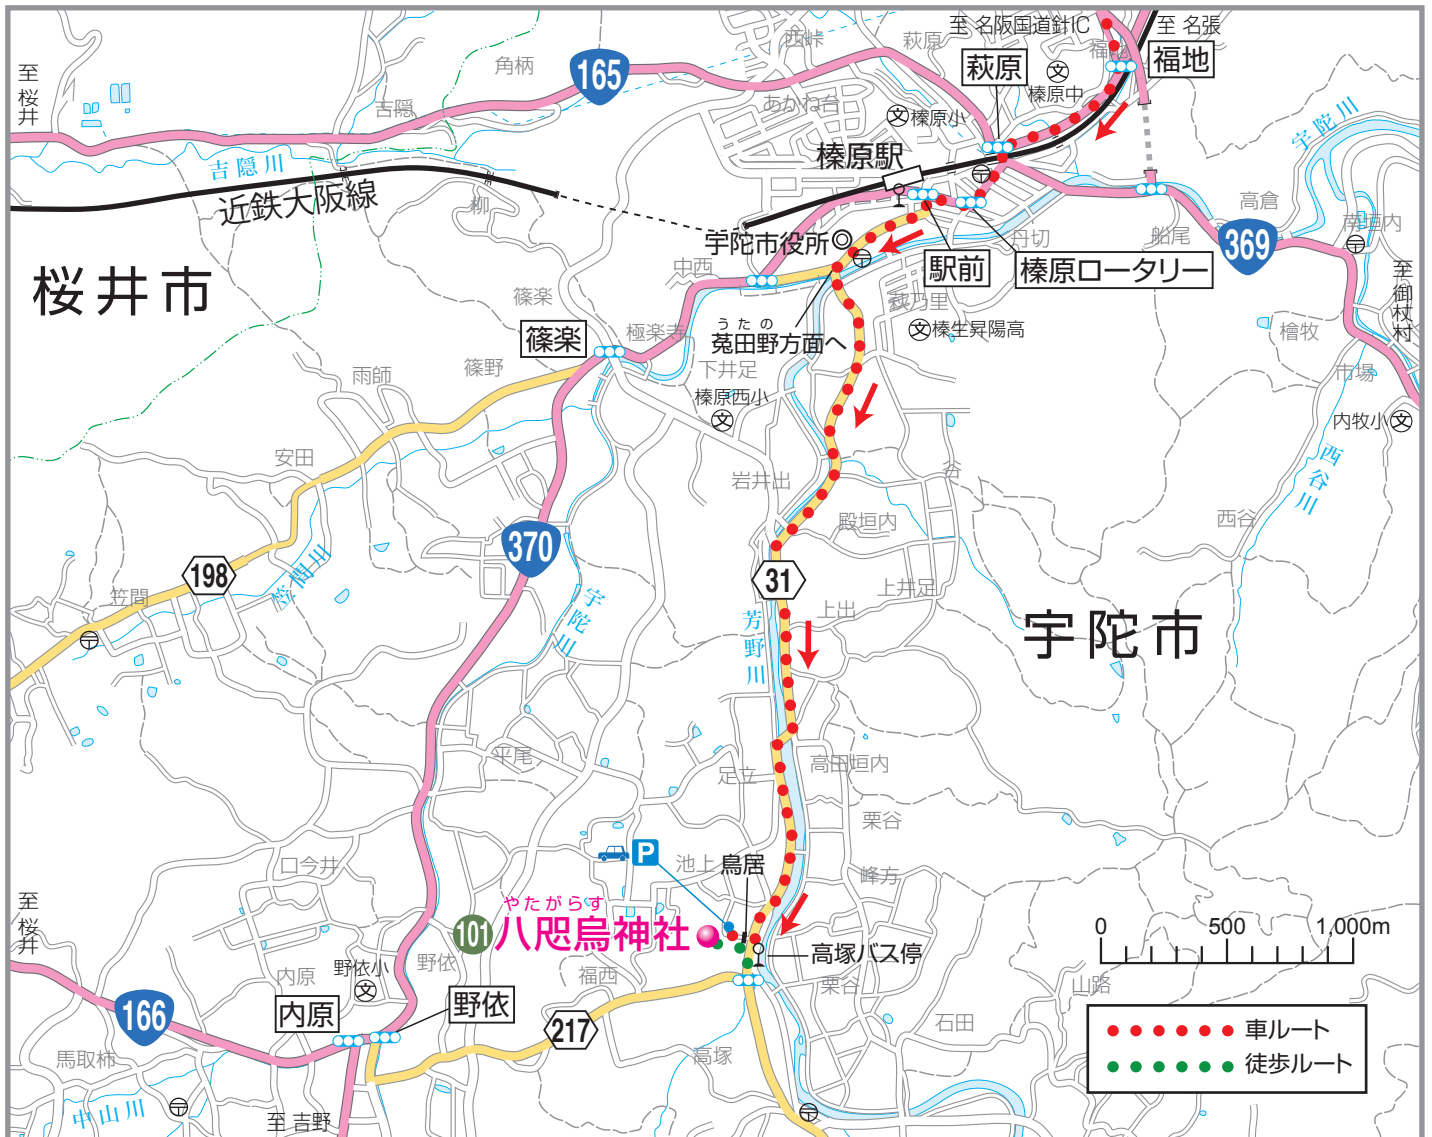 至 名阪国道針IC
至 名張
至桜井
角柄
165
西峠
萩原
萩原
福地
福地
榛原中
古隠
あかね台
榛原小
宇陀川
吉隠川
榛原駅
近鉄大阪線
柳
高倉
南垣内
桜井市
宇陀市役所
丹切
船尾
369
中西
駅前
榛原ロータリー
至御杖村
篠楽
萩乃里
篠楽
極楽寺
うたの
菟田野方面へ
榛生昇陽高
檜牧
雨師
篠野
下井足
榛原西小
市場
内牧小
安田
岩井出
谷
西谷川
殿垣内
西谷
370
198
笠間川
笠間
31
上井足
宇陀川
芳野川
上出
宇陀市
平尾
足立
高田垣内
栗谷
口今井
P
池上
鳥居
峰方
至桜井
やたがらす
101
八咫烏神社
高塚バス停
0 500 1,000m
内原
野依小
野依
福西
栗谷
山路
166
内原
野依
217
石田
車ルート
徒歩ルート
馬取柿
高塚
中山川
至 吉野